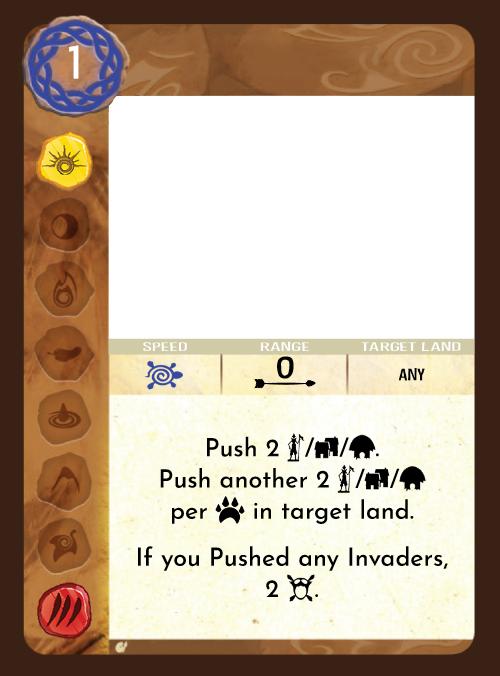 1
SPEED RANGE TARGET LAND
0 ANY
Push 2 / / .
Push another 2 / /
per in target land.
If you Pushed any Invaders,
2 .